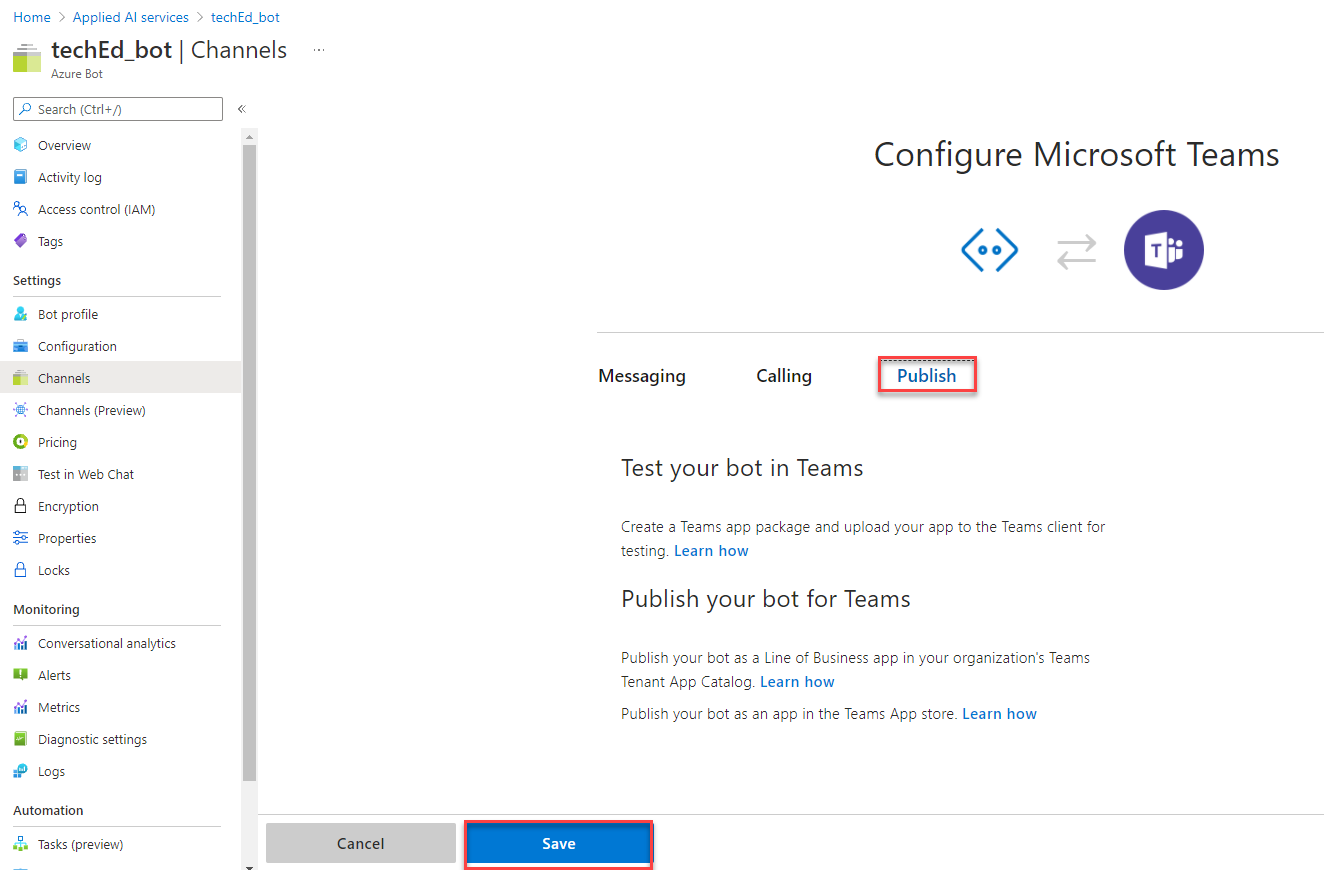 Home > Applied AI services > techEd_bot
techEd_bot | Channels ...
Azure Bot
Search (Ctrl+/) «
Overview
Activity log
Access control (IAM)
Tags
Settings
Bot profile
Configuration
Channels
Channels (Preview)
Pricing
Test in Web Chat
Encryption
Properties
Locks
Monitoring
Conversational analytics
Alerts
Metrics
Diagnostic settings
Logs
Automation
Tasks (preview)
Configure Microsoft Teams
T
Messaging Calling Publish
Test your bot in Teams
Create a Teams app package and upload your app to the Teams client for
testing. Learn how
Publish your bot for Teams
Publish your bot as a Line of Business app in your organization's Teams
Tenant App Catalog. Learn how
Publish your bot as an app in the Teams App store. Learn how
Cancel Save